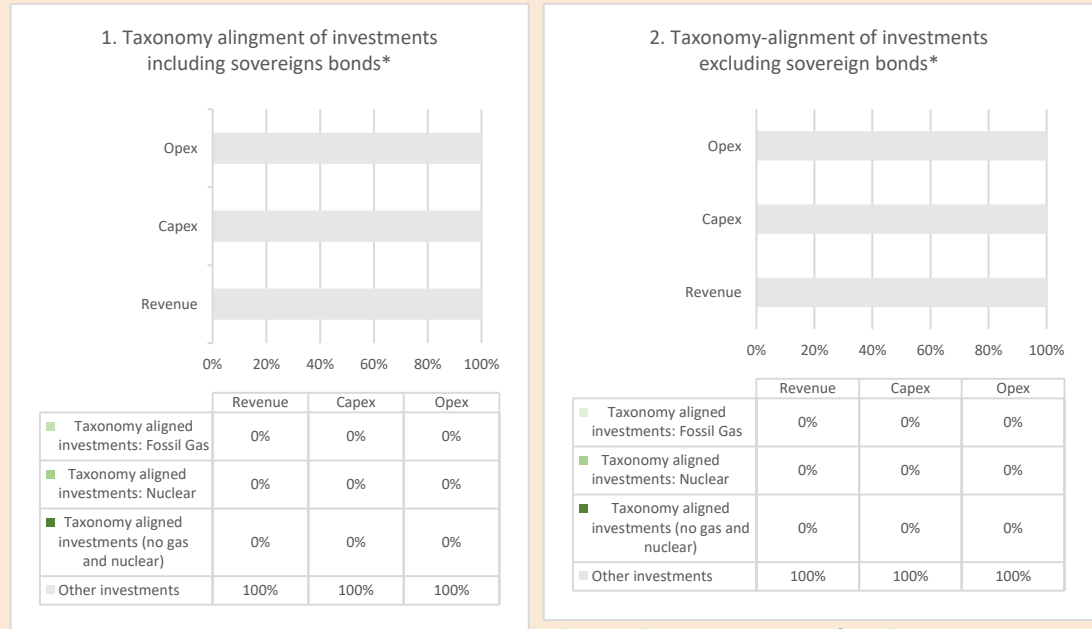 1. Taxonomy alingment of investments
including sovereigns bonds*
Opex
Capex
Revenue
0% 20% 40% 60% 80% 100%
Revenue Capex Opex
Taxonomy aligned
investments: Fossil Gas
0% 0% 0%
Taxonomy aligned
investments: Nuclear
0% 0% 0%
Taxonomy aligned
investments (no gas
and nuclear)
0% 0% 0%
Other investments 100% 100% 100%
2. Taxonomy-alignment of investments
excluding sovereign bonds*
Opex
Capex
Revenue
0% 20% 40% 60% 80% 100%
Revenue Capex Opex
Taxonomy aligned
investments: Fossil Gas
0% 0% 0%
Taxonomy aligned
investments: Nuclear
0% 0% 0%
Taxonomy aligned
investments (no gas and
nuclear)
0% 0% 0%
Other investments 100% 100% 100%